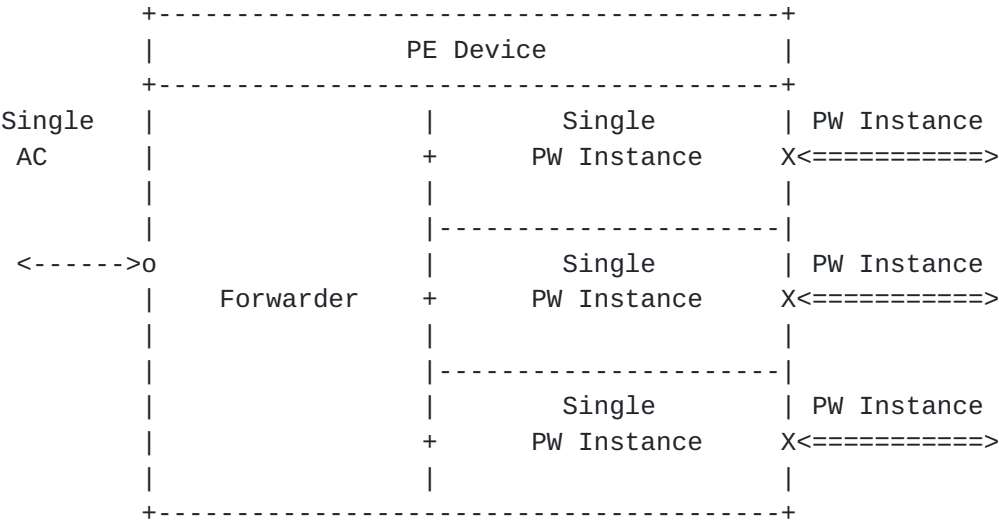 PE Device
Single Single PW Instance
AC PW Instance
Single PW Instance
Forwarder PW Instance
Single PW Instance
PW Instance